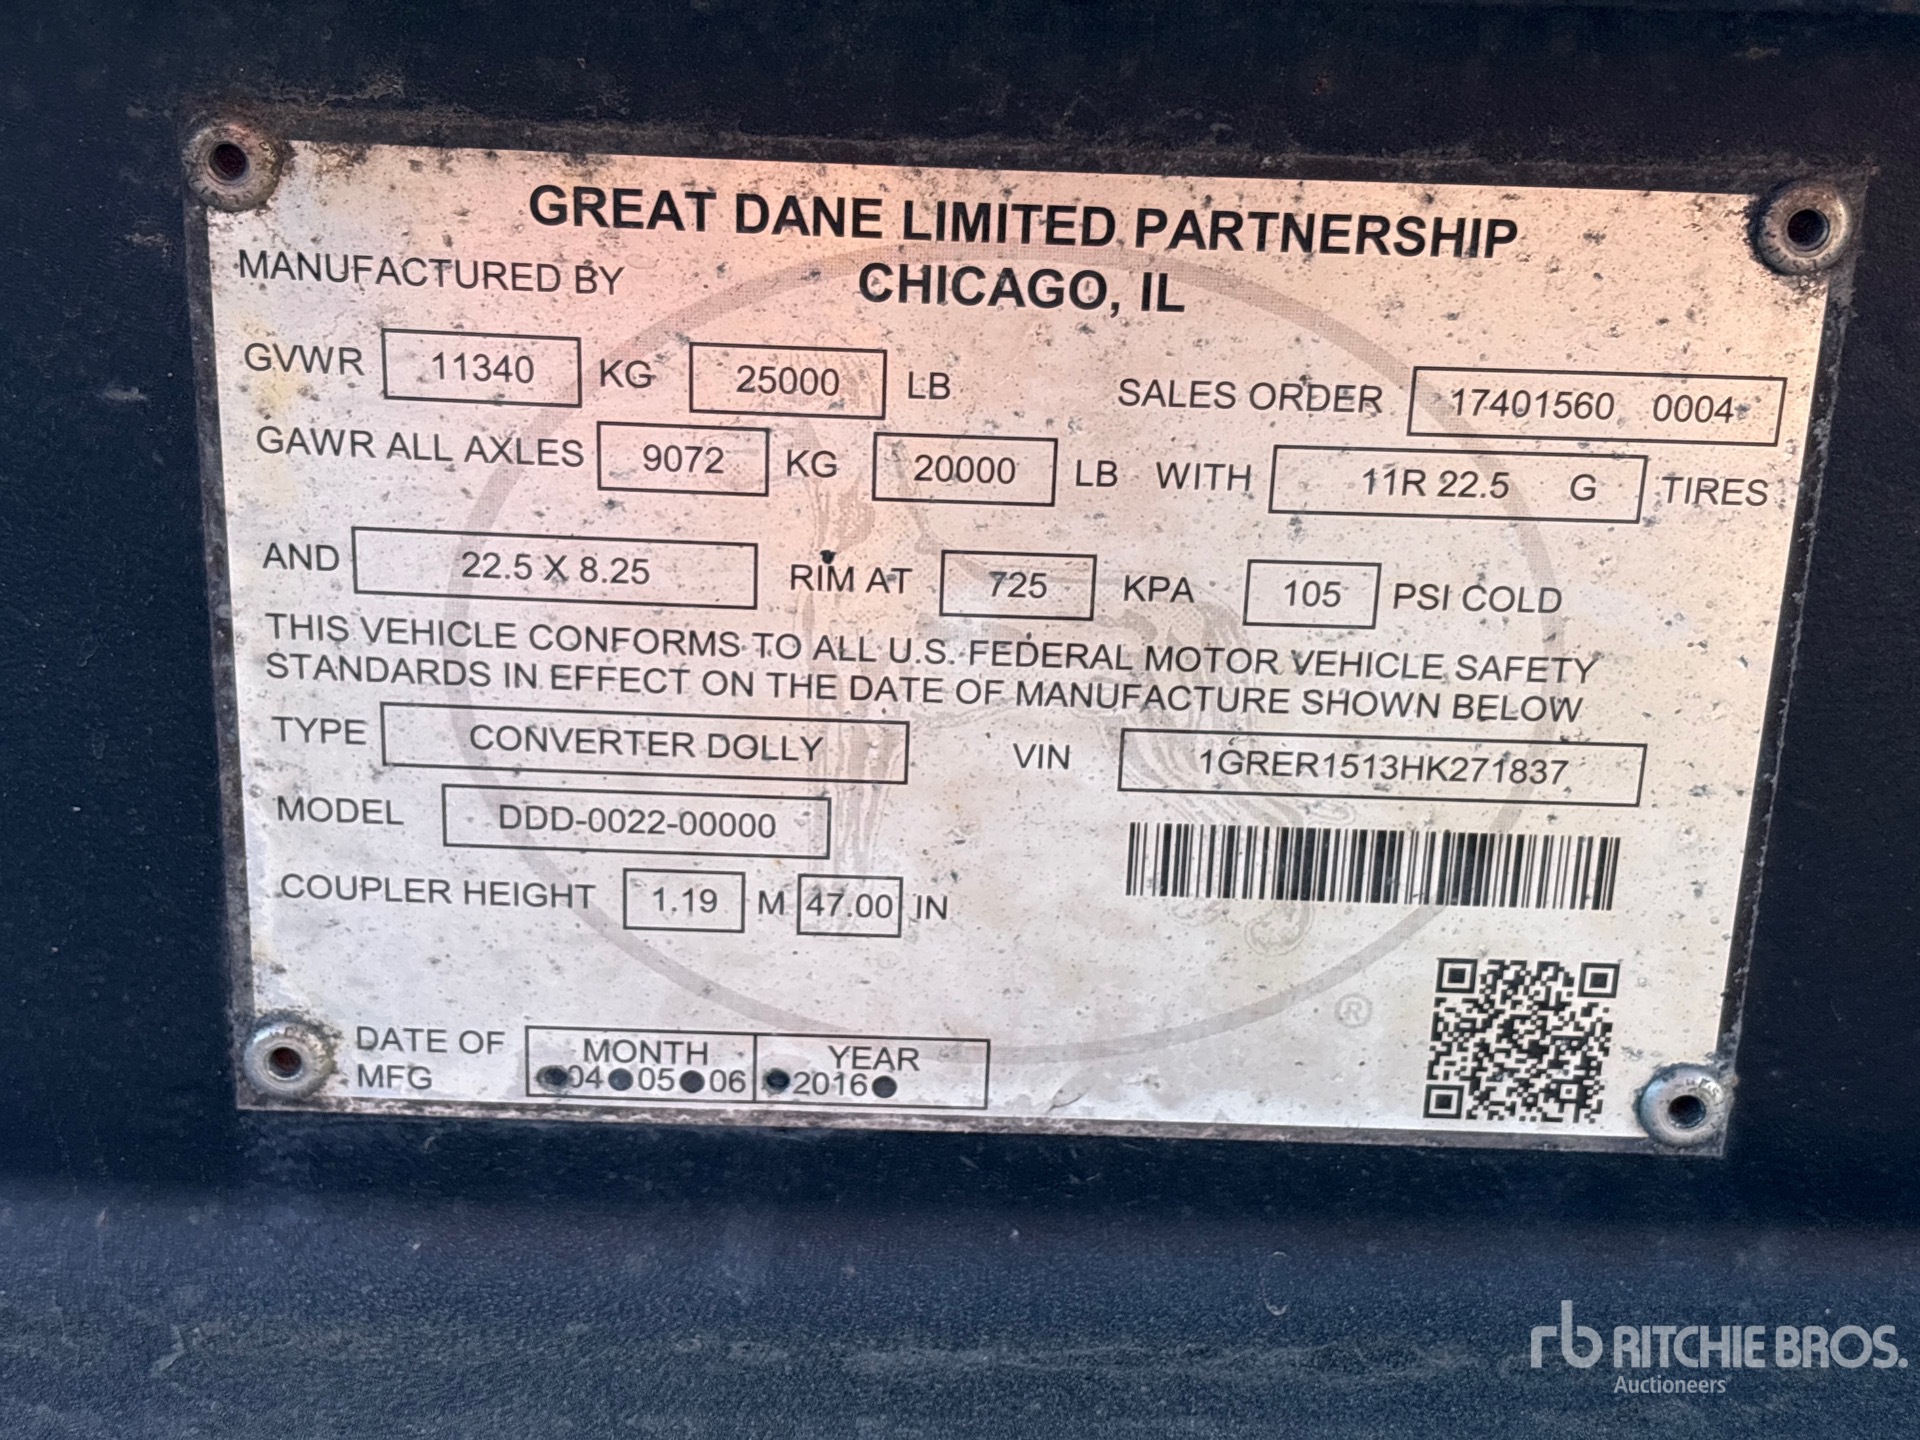 GREAT DANE LIMITED PARTNERSHIP
MANUFACTURED BY CHICAGO, IL
GVWR 11340 KG 25000 LB SALES ORDER 17401560 0004
GAWR ALL AXLES 9072 KG 20000 LB WITH 11R 22.5 G TIRES
AND 22.5 X 8.25 RIM AT 725 KPA 105 PSI COLD
THIS VEHICLE CONFORMS TO ALL U.S. FEDERAL MOTOR VEHICLE SAFETY
STANDARDS IN EFFECT ON THE DATE OF MANUFACTURE SHOWN BELOW
TYPE CONVERTER DOLLY VIN 1GRER1513HK271837
MODEL DDD-0022-00000
COUPLER HEIGHT 1.19 M 47.00 IN
®
DATE OF MONTH YEAR
MFG 04 05 06 2016
rb RITCHIE BROS.
Auctioneers